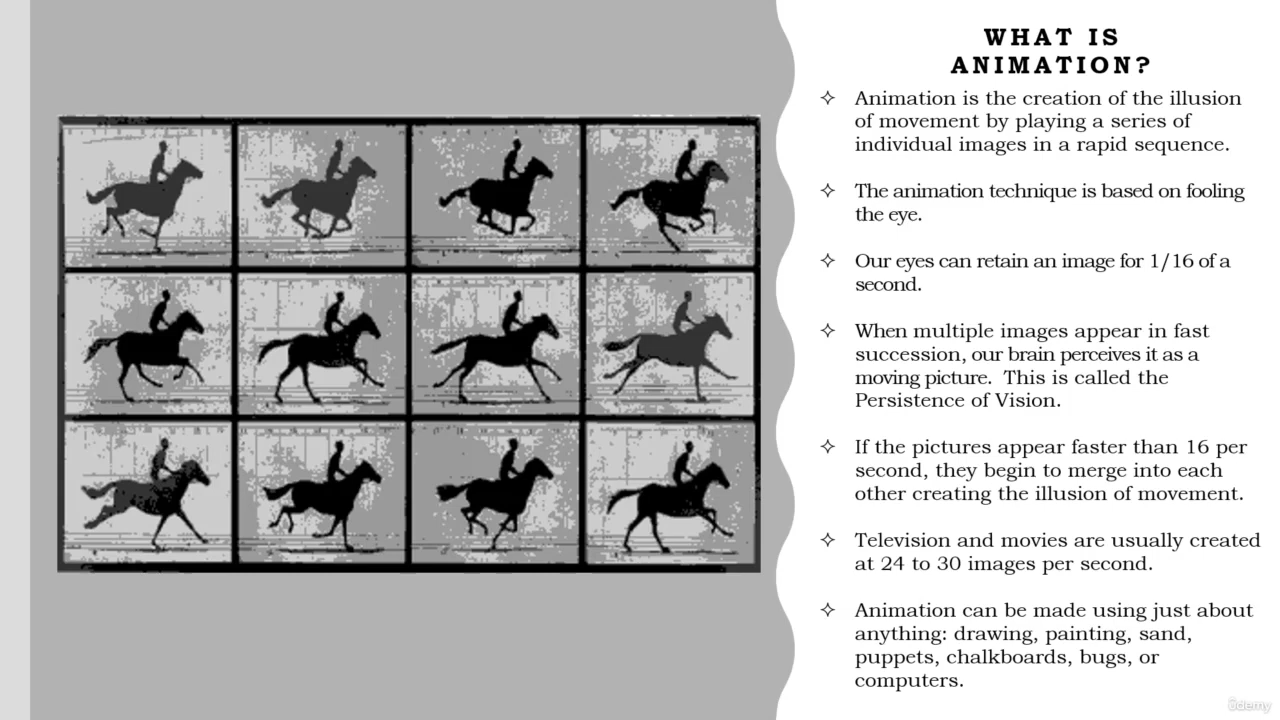 WHAT IS
ANIMATION?
✧ Animation is the creation of the illusion
of movement by playing a series of
individual images in a rapid sequence.
✧ The animation technique is based on fooling
the eye.
✧ Our eyes can retain an image for 1/16 of a
second.
✧ When multiple images appear in fast
succession, our brain perceives it as a
moving picture. This is called the
Persistence of Vision.
✧ If the pictures appear faster than 16 per
second, they begin to merge into each
other creating the illusion of movement.
✧ Television and movies are usually created
at 24 to 30 images per second.
✧ Animation can be made using just about
anything: drawing, painting, sand,
puppets, chalkboards, bugs, or
computers.
ûdemy